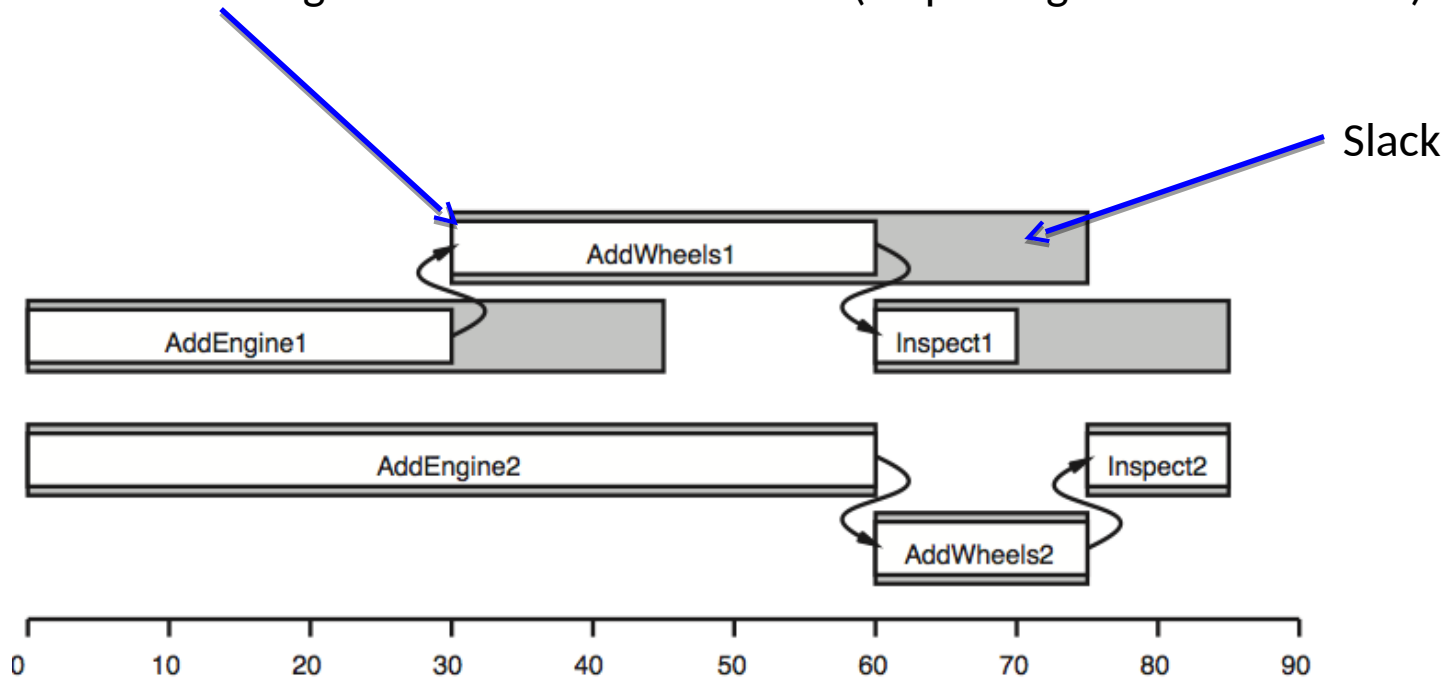 Slack
AddWheels1
AddEngine1
Inspect1
AddEngine2
Inspect2
AddWheels2
0 10 20 30 40 50 60 70 80 90